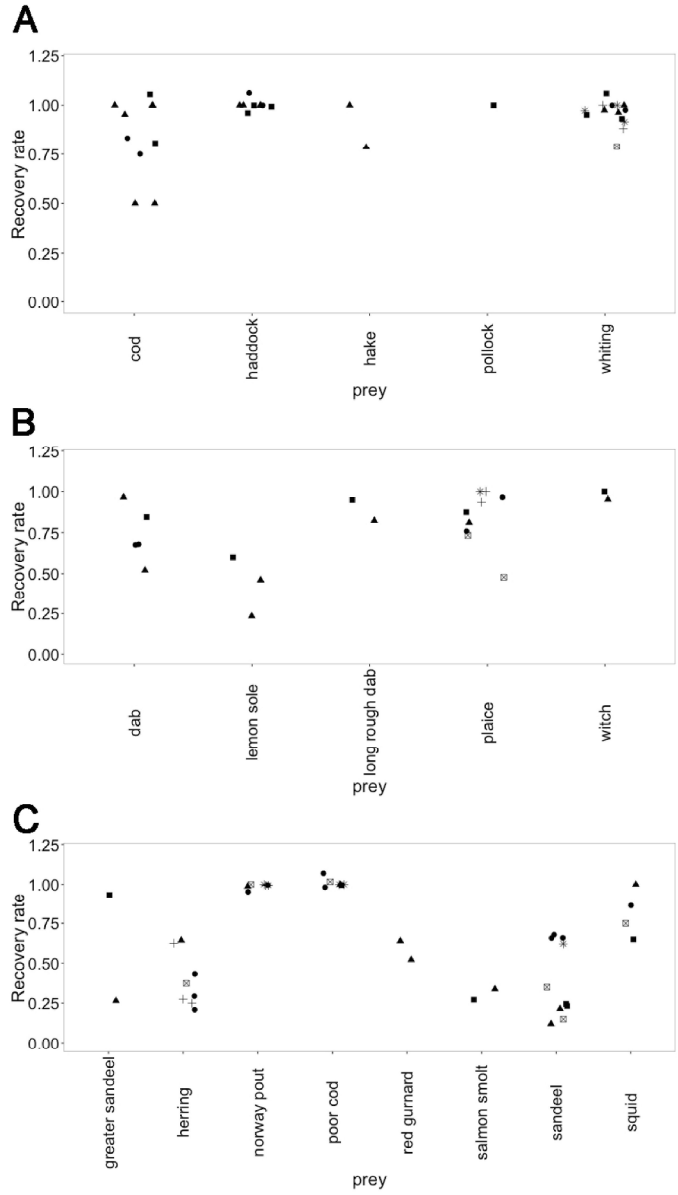 A
1.25
1.00
0.75
0.50
0.25
0.00
Recovery rate
cod
haddock
hake
pollock
whiting
prey
B
1.25
1.00
0.75
0.50
0.25
0.00
Recovery rate
dab
lemon sole
long rough dab
plaice
witch
prey
C
1.25
1.00
0.75
0.50
0.25
0.00
Recovery rate
greater sandeel
herring
norway pout
poor cod
red gurnard
salmon smolt
sandeel
squid
prey